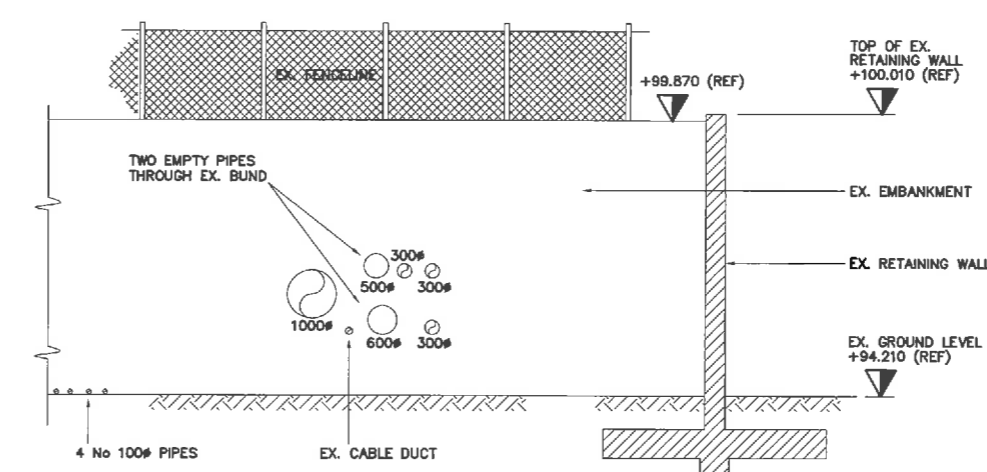 TOP OF EX.
RETAINING WALL
+100.010 (REF)
+99.870 (REF)
EX. FENCELINE
TWO EMPTY PIPES
THROUGH EX. BUND
EX. EMBANKMENT
300ø
500ø
300ø
EX. RETAINING WALL
1000ø
600ø
300ø
EX. GROUND LEVEL
+94.210 (REF)
4 No 100ø PIPES
EX. CABLE DUCT